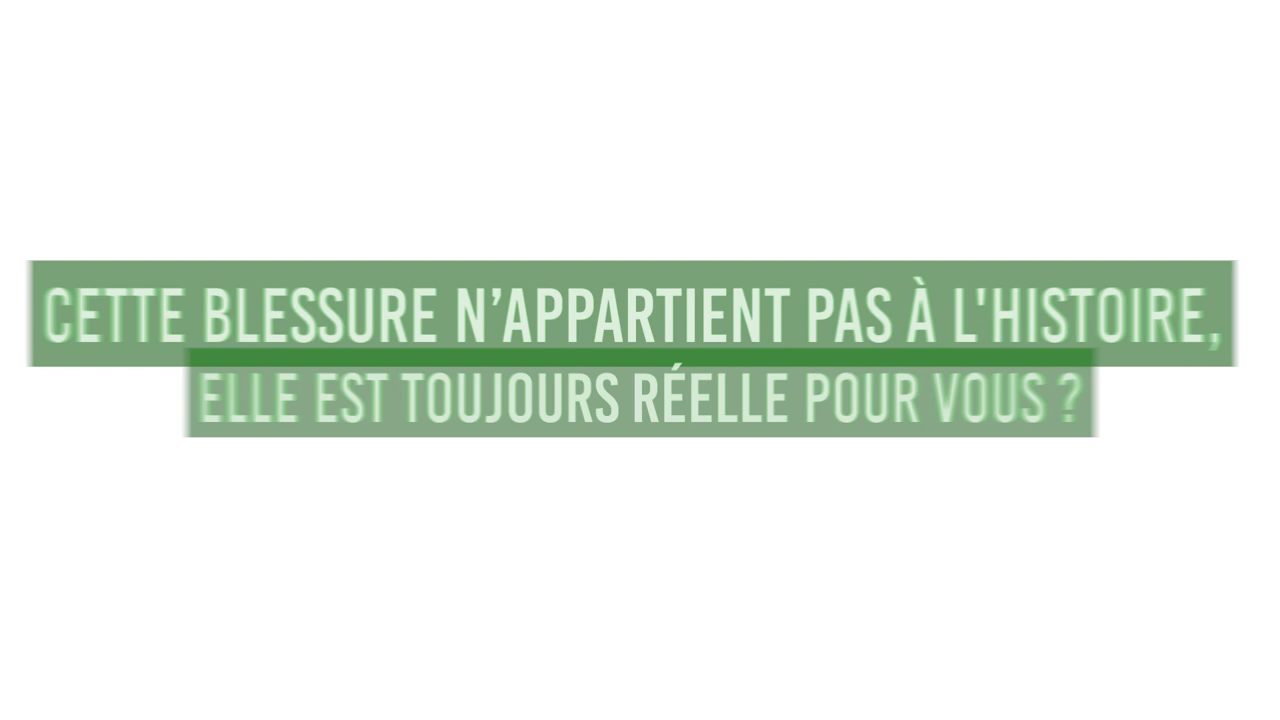 CETTE BLESSURE N’APPARTIENT PAS À L'HISTOIRE,
ELLE EST TOUJOURS RÉELLE POUR VOUS ?